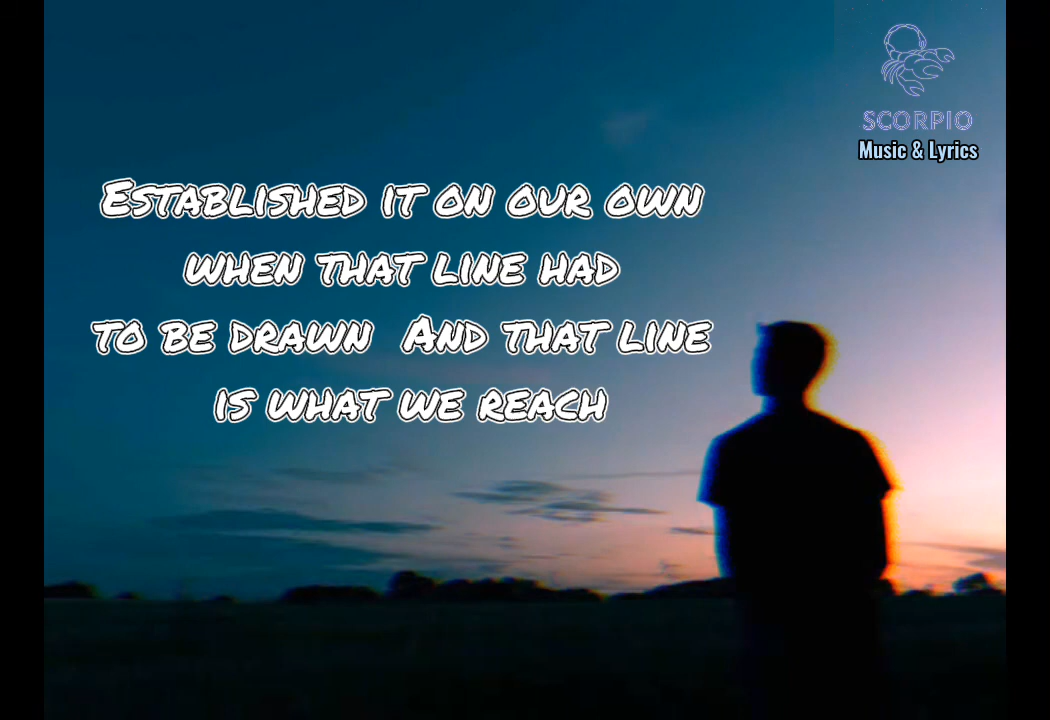 SCORPIO
Music & Lyrics
Established it on our own
when that line had
to be drawn  And that line
is what we reach